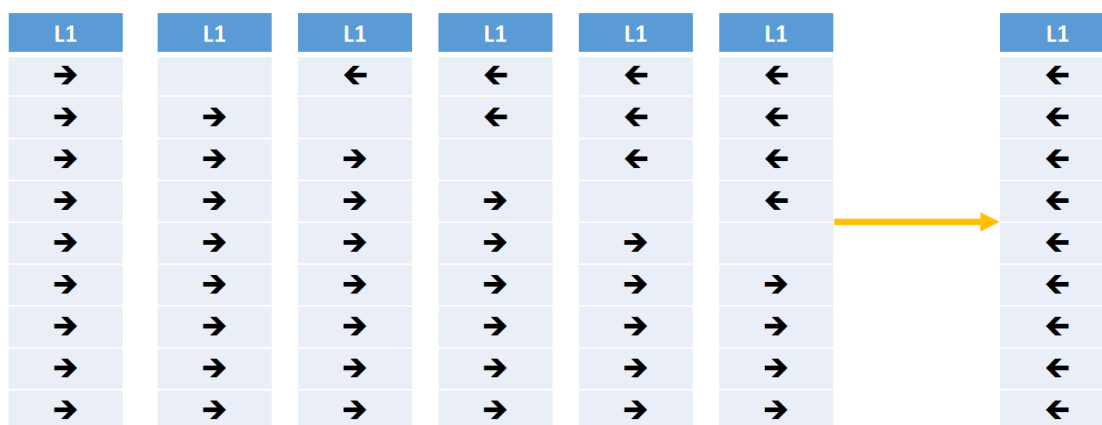 L1 L1 L1 L1 L1 L1 L1
➔ ← ← ← ← ←
➔ ➔ ← ← ← ←
➔ ➔ ➔ ← ← ←
➔ ➔ ➔ ➔ ← ←
➔ ➔ ➔ ➔ ➔ ←
➔ ➔ ➔ ➔ ➔ ➔ ←
➔ ➔ ➔ ➔ ➔ ➔ ←
➔ ➔ ➔ ➔ ➔ ➔ ←
➔ ➔ ➔ ➔ ➔ ➔ ←